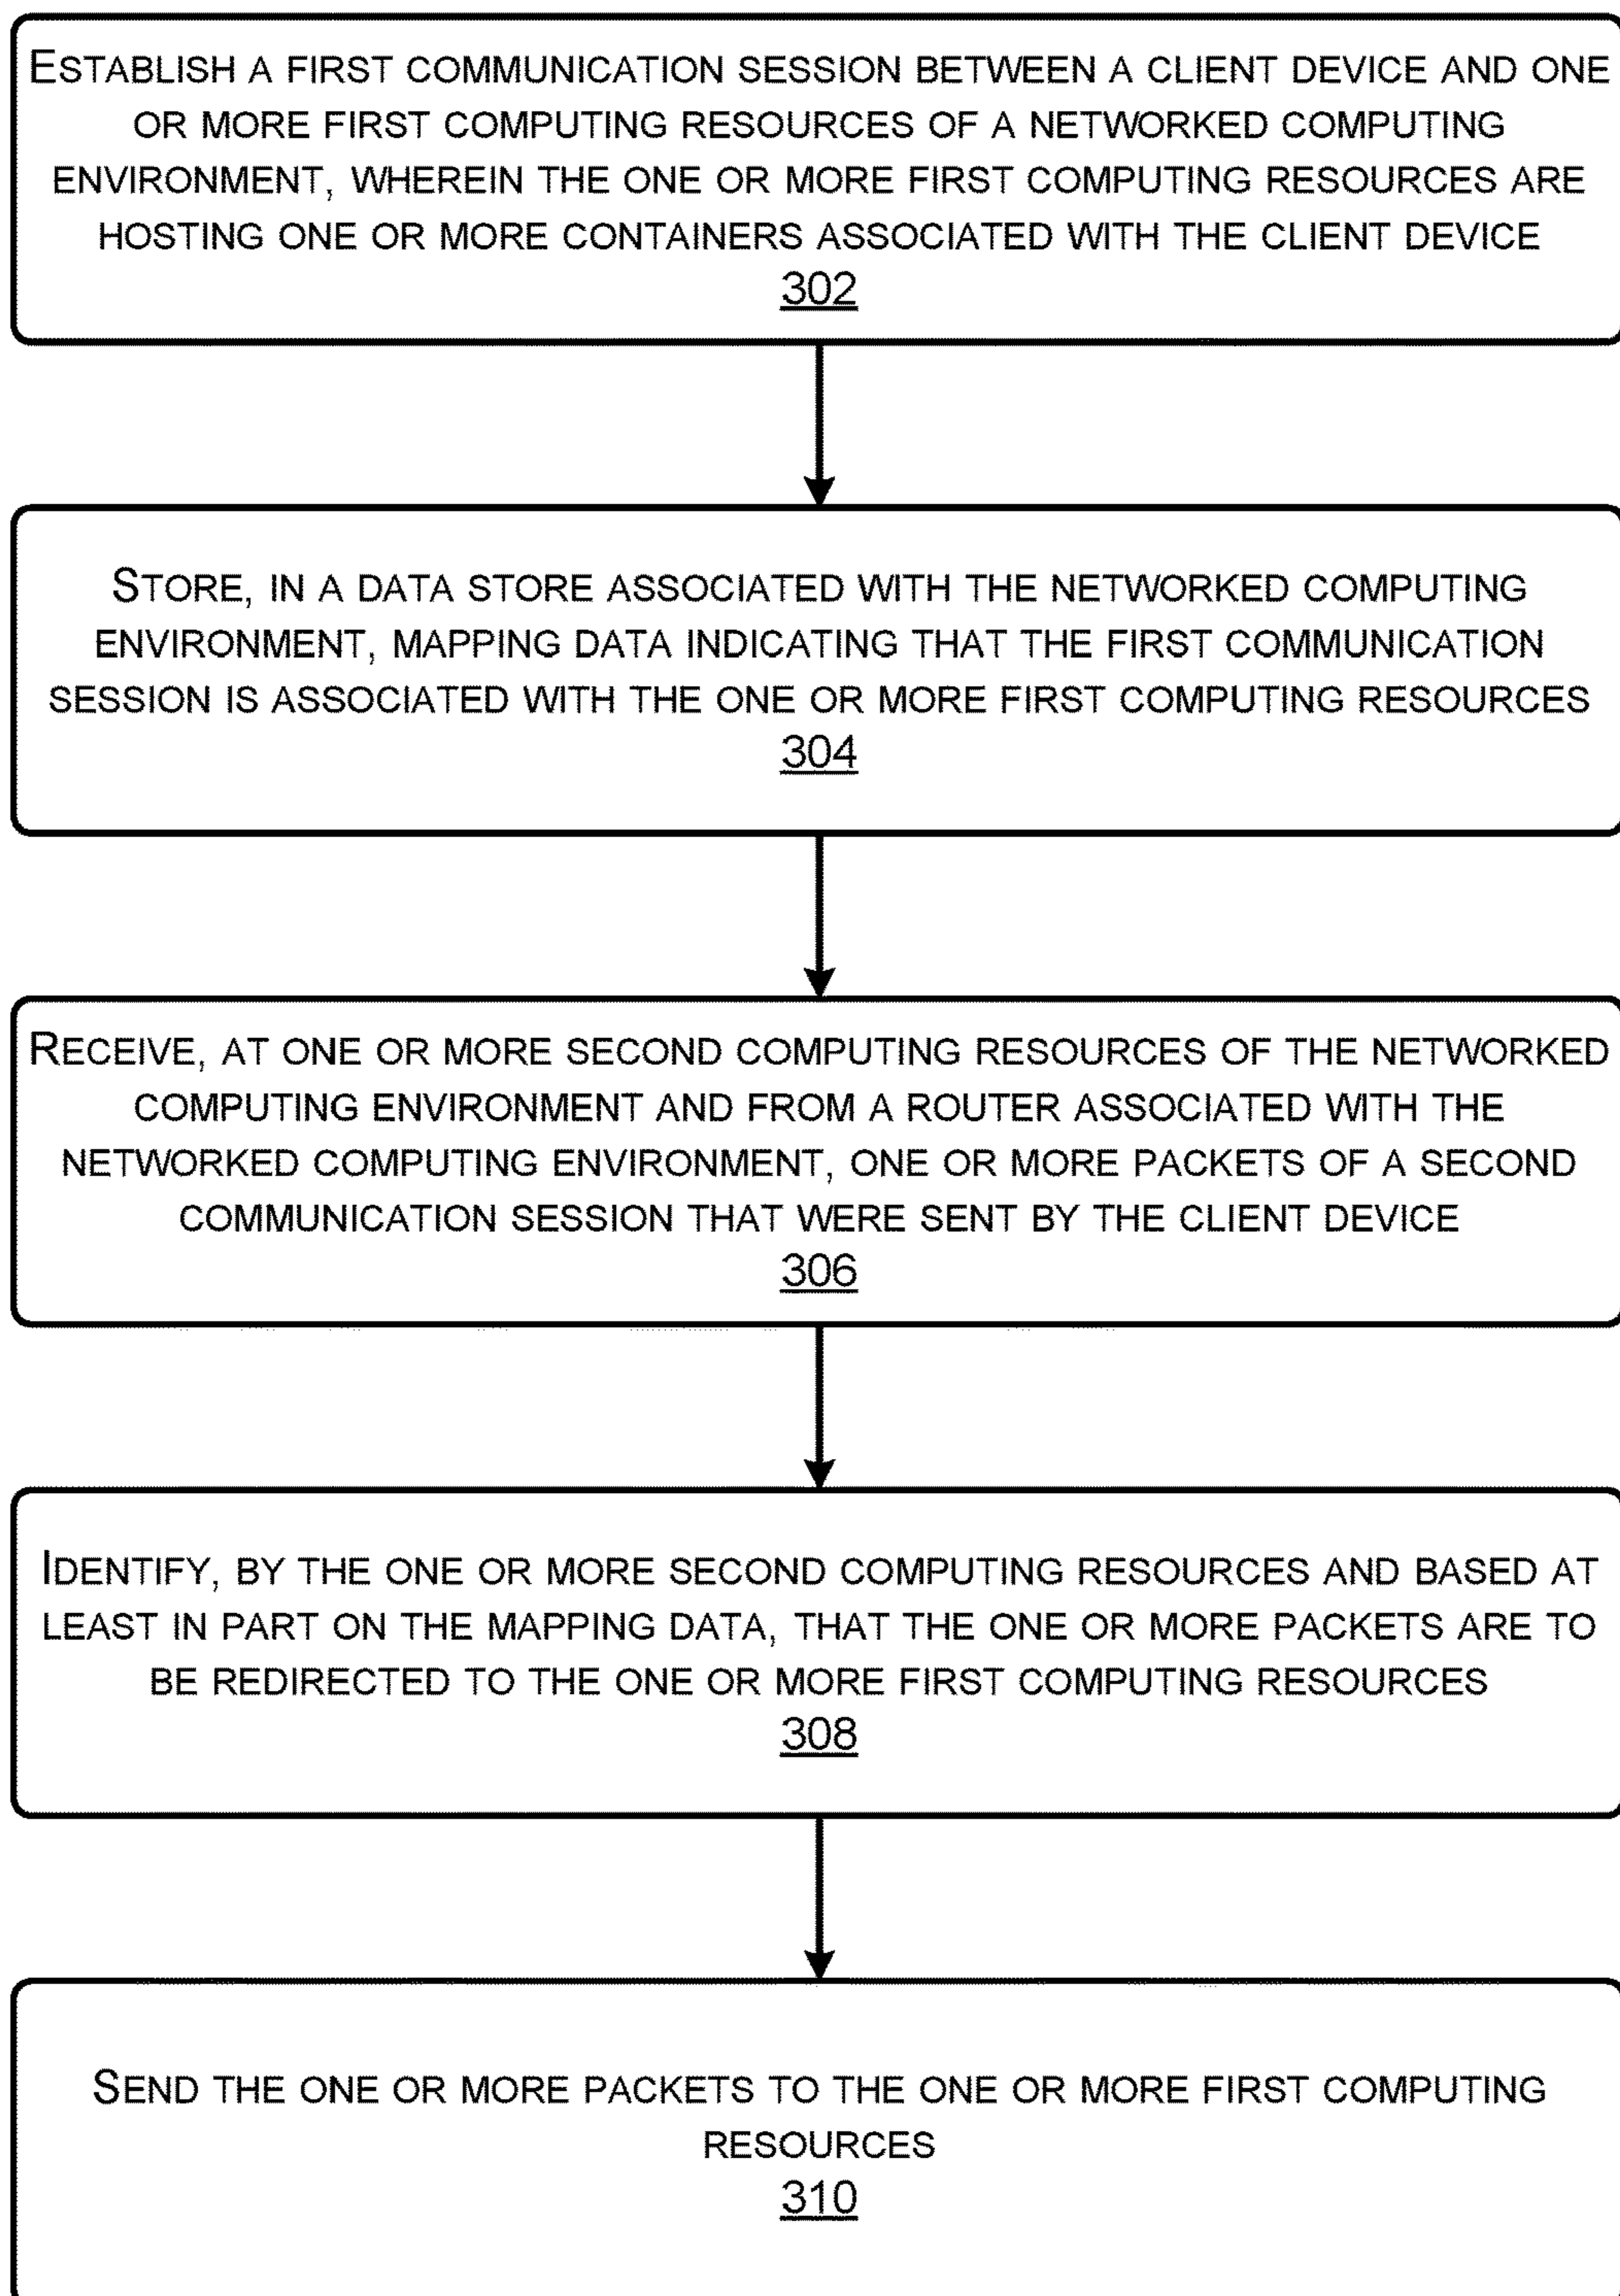 ESTABLISH A FIRST COMMUNICATION SESSION BETWEEN A CLIENT DEVICE AND ONE
OR MORE FIRST COMPUTING RESOURCES OF A NETWORKED COMPUTING
ENVIRONMENT, WHEREIN THE ONE OR MORE FIRST COMPUTING RESOURCES ARE
HOSTING ONE OR MORE CONTAINERS ASSOCIATED WITH THE CLIENT DEVICE
302
STORE, IN A DATA STORE ASSOCIATED WITH THE NETWORKED COMPUTING
ENVIRONMENT, MAPPING DATA INDICATING THAT THE FIRST COMMUNICATION
SESSION IS ASSOCIATED WITH THE ONE OR MORE FIRST COMPUTING RESOURCES
304
RECEIVE, AT ONE OR MORE SECOND COMPUTING RESOURCES OF THE NETWORKED
COMPUTING ENVIRONMENT AND FROM A ROUTER ASSOCIATED WITH THE
NETWORKED COMPUTING ENVIRONMENT, ONE OR MORE PACKETS OF A SECOND
COMMUNICATION SESSION THAT WERE SENT BY THE CLIENT DEVICE
306
IDENTIFY, BY THE ONE OR MORE SECOND COMPUTING RESOURCES AND BASED AT
LEAST IN PART ON THE MAPPING DATA, THAT THE ONE OR MORE PACKETS ARE TO
BE REDIRECTED TO THE ONE OR MORE FIRST COMPUTING RESOURCES
308
SEND THE ONE OR MORE PACKETS TO THE ONE OR MORE FIRST COMPUTING
RESOURCES
310